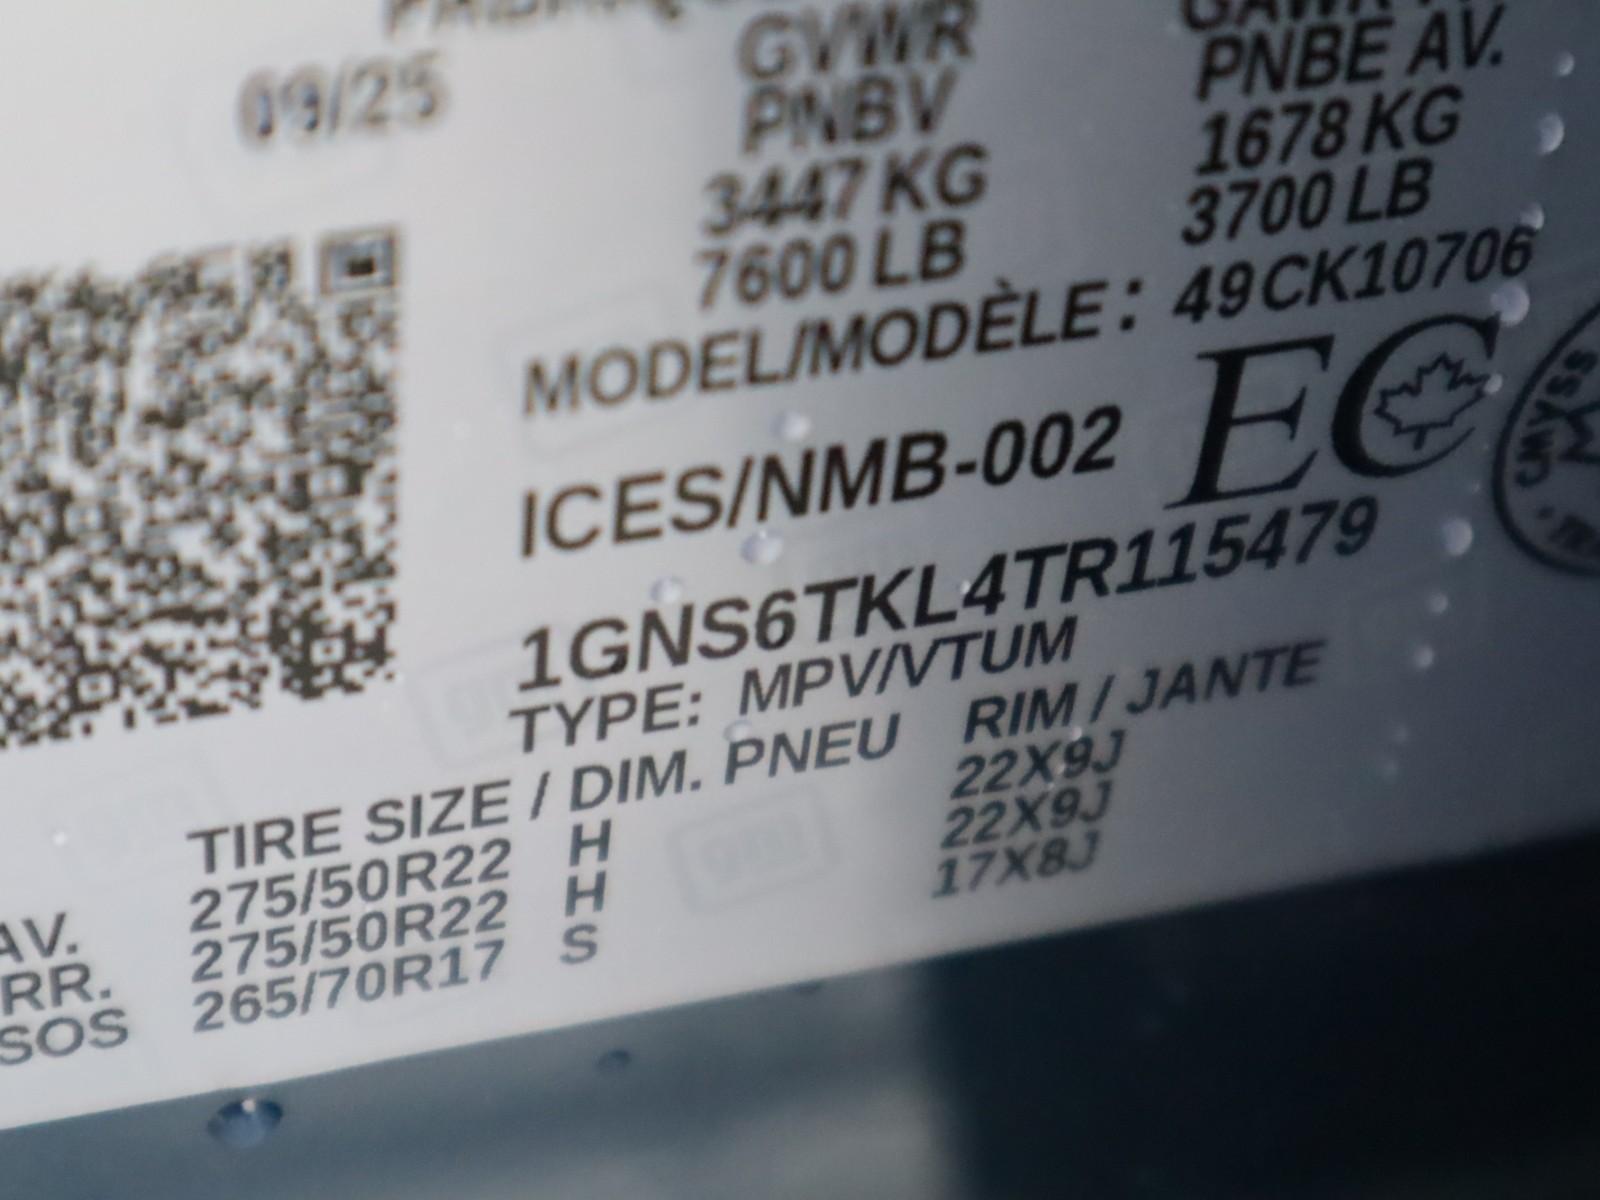 09/25
GVWR
PNBV
3447 KG
7600 LB
PNBE AV.
1678 KG
3700 LB
MODEL/MODÈLE: 49CK10706
ICES/NMB-002 EC
CMVSS
1GNS6TKL4TR115479
TYPE: MPV/VTUM
TIRE SIZE / DIM. PNEU RIM / JANTE
AV. 275/50R22 H 22X9J
RR. 275/50R22 H 22X9J
SOS 265/70R17 S 17X8J
gm